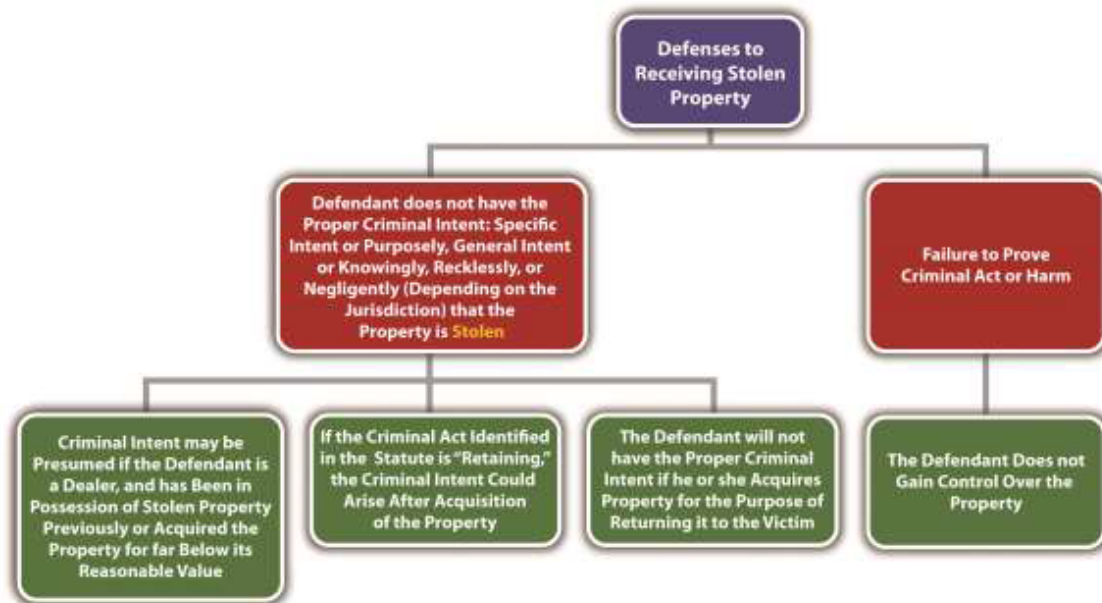 Defenses to
Receiving Stolen
Property
Defendant does not have the
Proper Criminal Intent: Specific
Intent or Purposely, General Intent
or Knowingly, Recklessly, or
Negligently (Depending on the
Jurisdiction) that the
Property is Stolen
Failure to Prove
Criminal Act or Harm
Criminal Intent may be
Presumed if the Defendant is
a Dealer, and has Been in
Possession of Stolen Property
Previously or Acquired the
Property for far Below its
Reasonable Value
If the Criminal Act Identified
in the Statute is "Retaining,"
the Criminal Intent Could
Arise After Acquisition
of the Property
The Defendant will not
have the Proper Criminal
Intent if he or she Acquires
Property for the Purpose of
Returning it to the Victim
The Defendant Does not
Gain Control Over the
Property